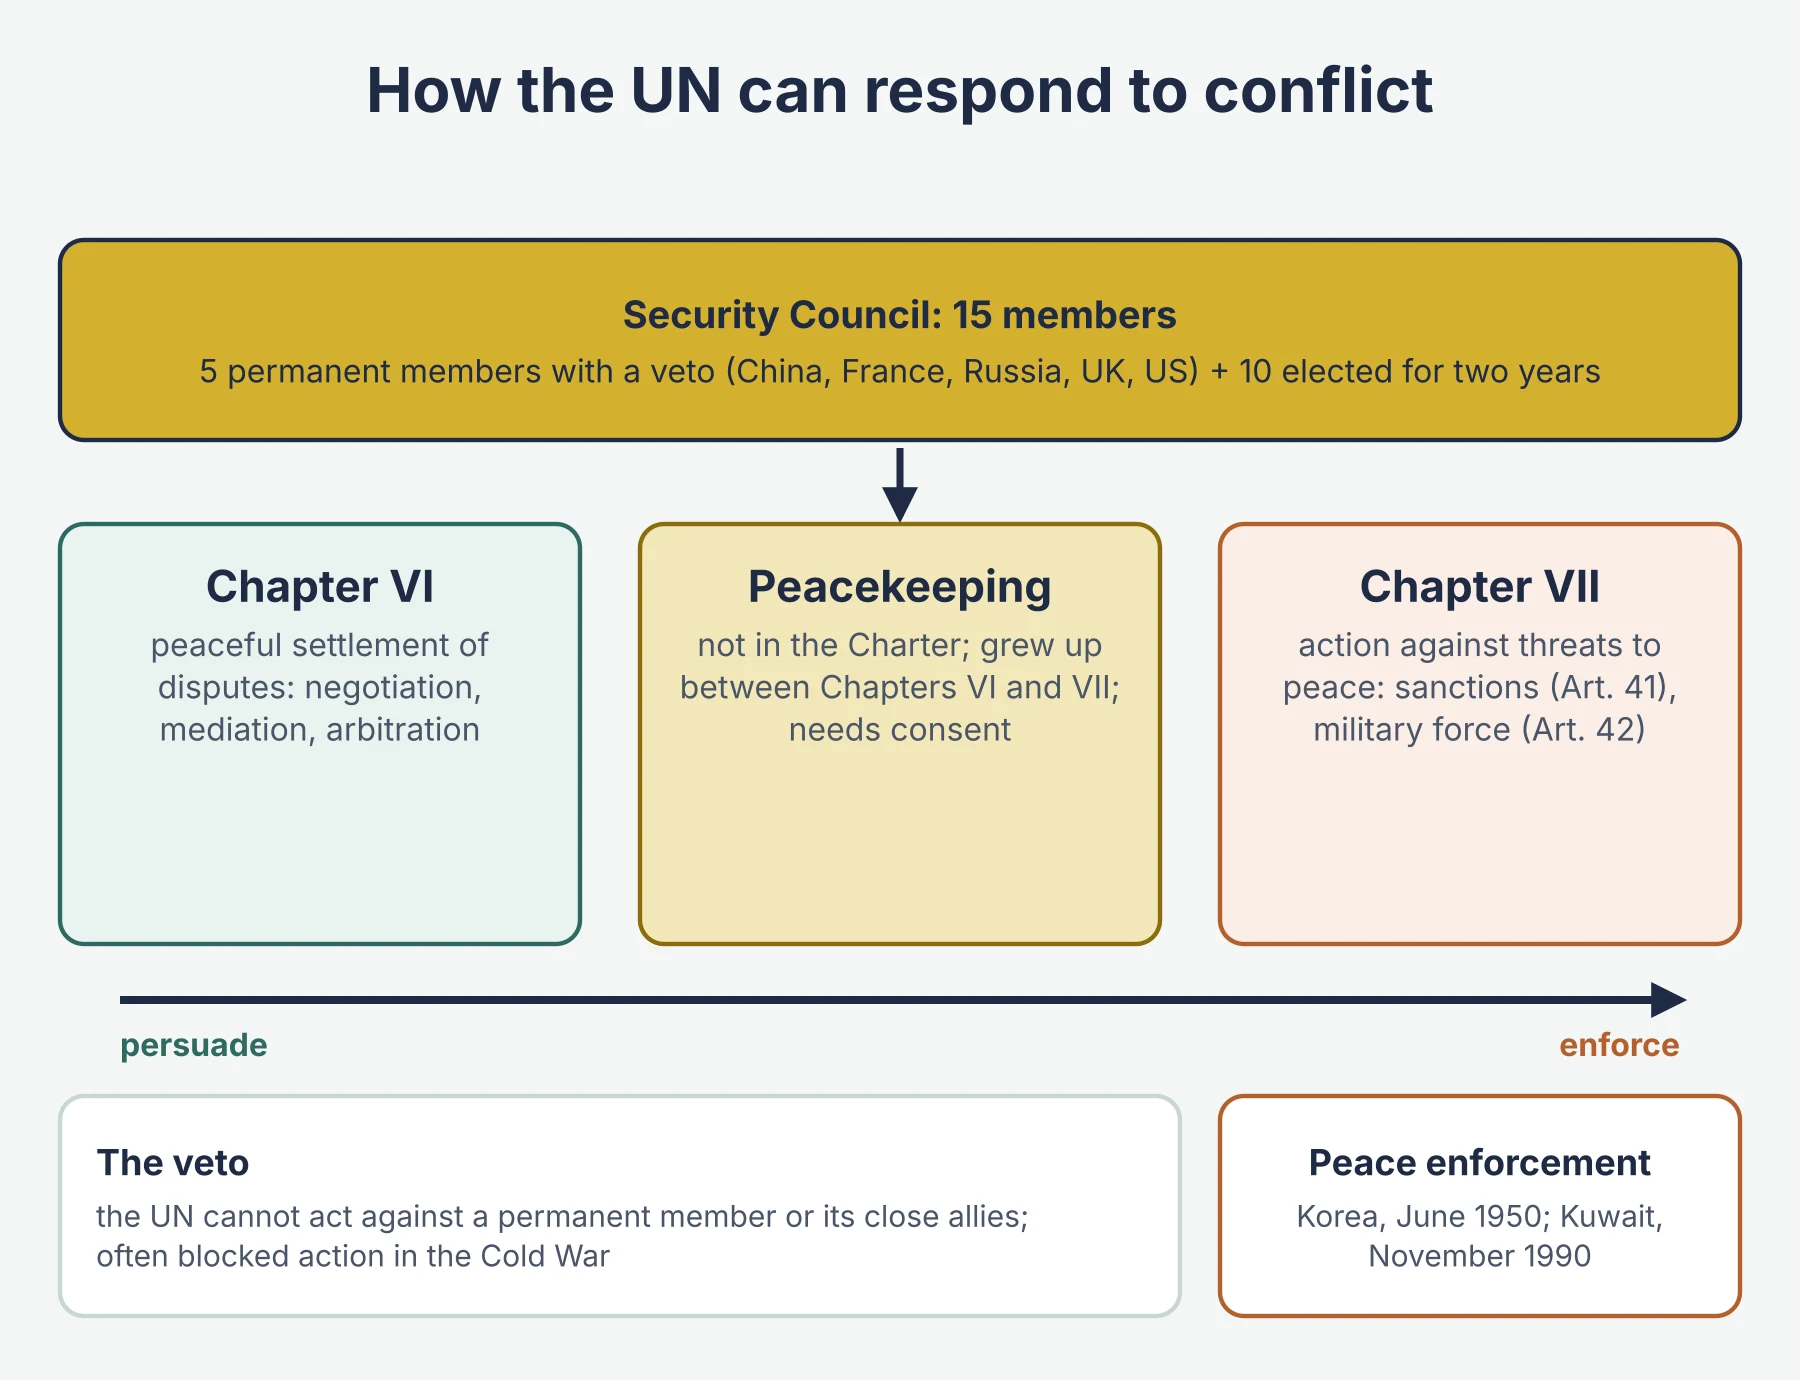 How the UN can respond to conflict
Security Council: 15 members
5 permanent members with a veto (China, France, Russia, UK, US) + 10 elected for two years
Chapter VI
peaceful settlement of
disputes: negotiation,
mediation, arbitration
Peacekeeping
not in the Charter; grew up
between Chapters VI and VII;
needs consent
Chapter VII
action against threats to
peace: sanctions (Art. 41),
military force (Art. 42)
persuade
enforce
The veto
the UN cannot act against a permanent member or its close allies;
often blocked action in the Cold War
Peace enforcement
Korea, June 1950; Kuwait,
November 1990